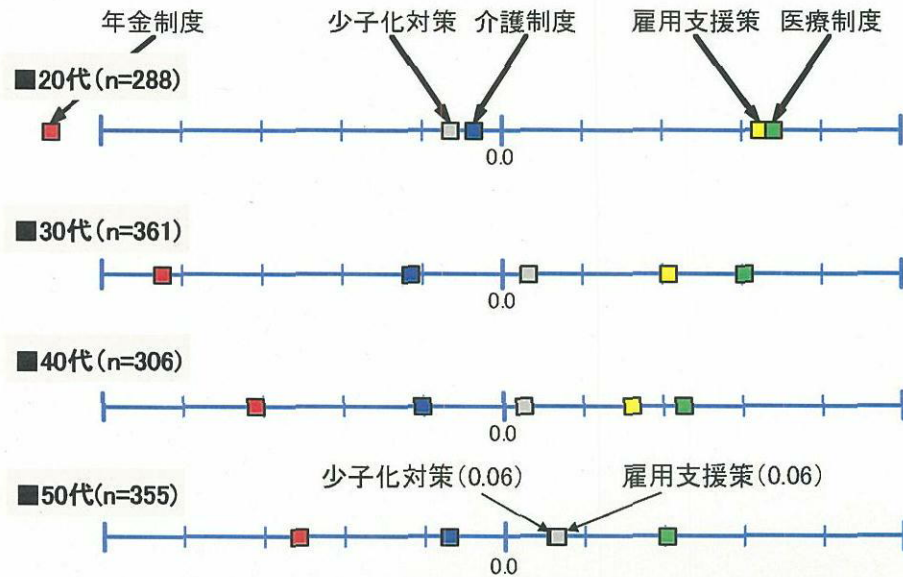 年金制度 少子化対策 介護制度 雇用支援策 医療制度
■20代(n=288)
0.0
■30代(n=361)
0.0
■40代(n=306)
0.0
少子化対策(0.06) 雇用支援策(0.06)
■50代(n=355)
0.0